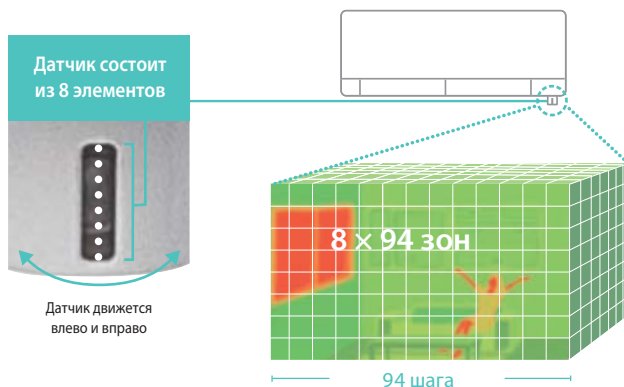 Датчик состоит
из 8 элементов
8 × 94 зон
Датчик движется
влево и вправо
94 шага